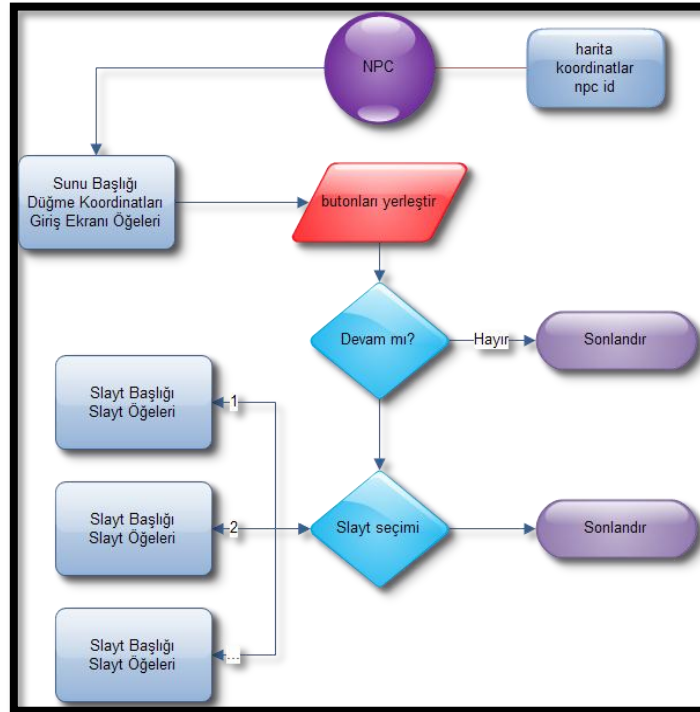 NPC
harita
koordinatlar
npc id
Sunu Başlığı
Düğme Koordinatları
Giriş Ekranı Öğeleri
butonları yerleştir
Devam mı?
Hayır
Sonlandır
Slayt Başlığı
Slayt Öğeleri
1
Slayt Başlığı
Slayt Öğeleri
2
Slayt seçimi
Sonlandır
Slayt Başlığı
Slayt Öğeleri
...